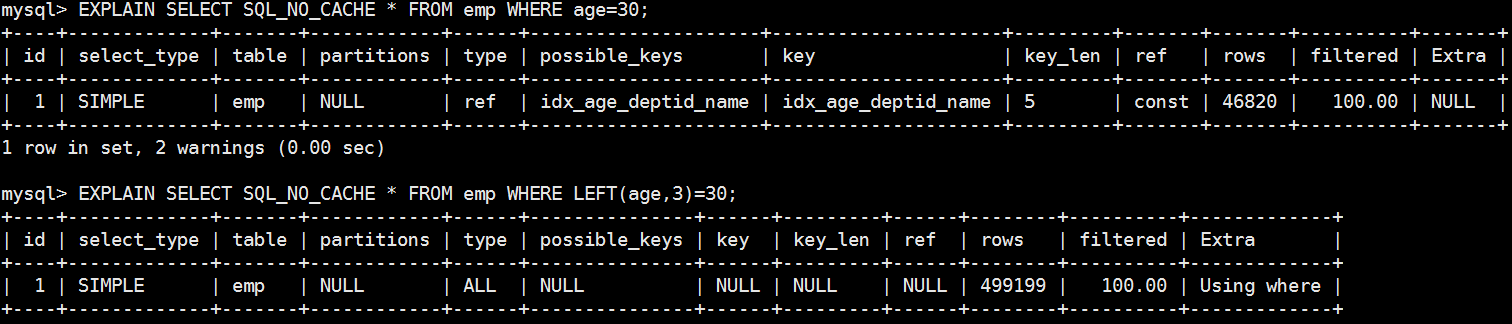 mysql> EXPLAIN SELECT SQL_NO_CACHE * FROM emp WHERE age=30;
+----+-------------+-------+------------+------+----------------------+----------------------+---------+-------+-------+----------+-------+
| id | select_type | table | partitions | type | possible_keys        | key                  | key_len | ref   | rows  | filtered | Extra |
+----+-------------+-------+------------+------+----------------------+----------------------+---------+-------+-------+----------+-------+
|  1 | SIMPLE      | emp   | NULL       | ref  | idx_age_deptid_name | idx_age_deptid_name | 5       | const | 46820 |   100.00 | NULL  |
+----+-------------+-------+------------+------+----------------------+----------------------+---------+-------+-------+----------+-------+
1 row in set, 2 warnings (0.00 sec)
mysql> EXPLAIN SELECT SQL_NO_CACHE * FROM emp WHERE LEFT(age,3)=30;
+----+-------------+-------+------------+------+---------------+------+---------+------+--------+----------+-------------+
| id | select_type | table | partitions | type | possible_keys | key  | key_len | ref  | rows   | filtered | Extra       |
+----+-------------+-------+------------+------+---------------+------+---------+------+--------+----------+-------------+
|  1 | SIMPLE      | emp   | NULL       | ALL  | NULL          | NULL | NULL    | NULL | 499199 |   100.00 | Using where |
+----+-------------+-------+------------+------+---------------+------+---------+------+--------+----------+-------------+